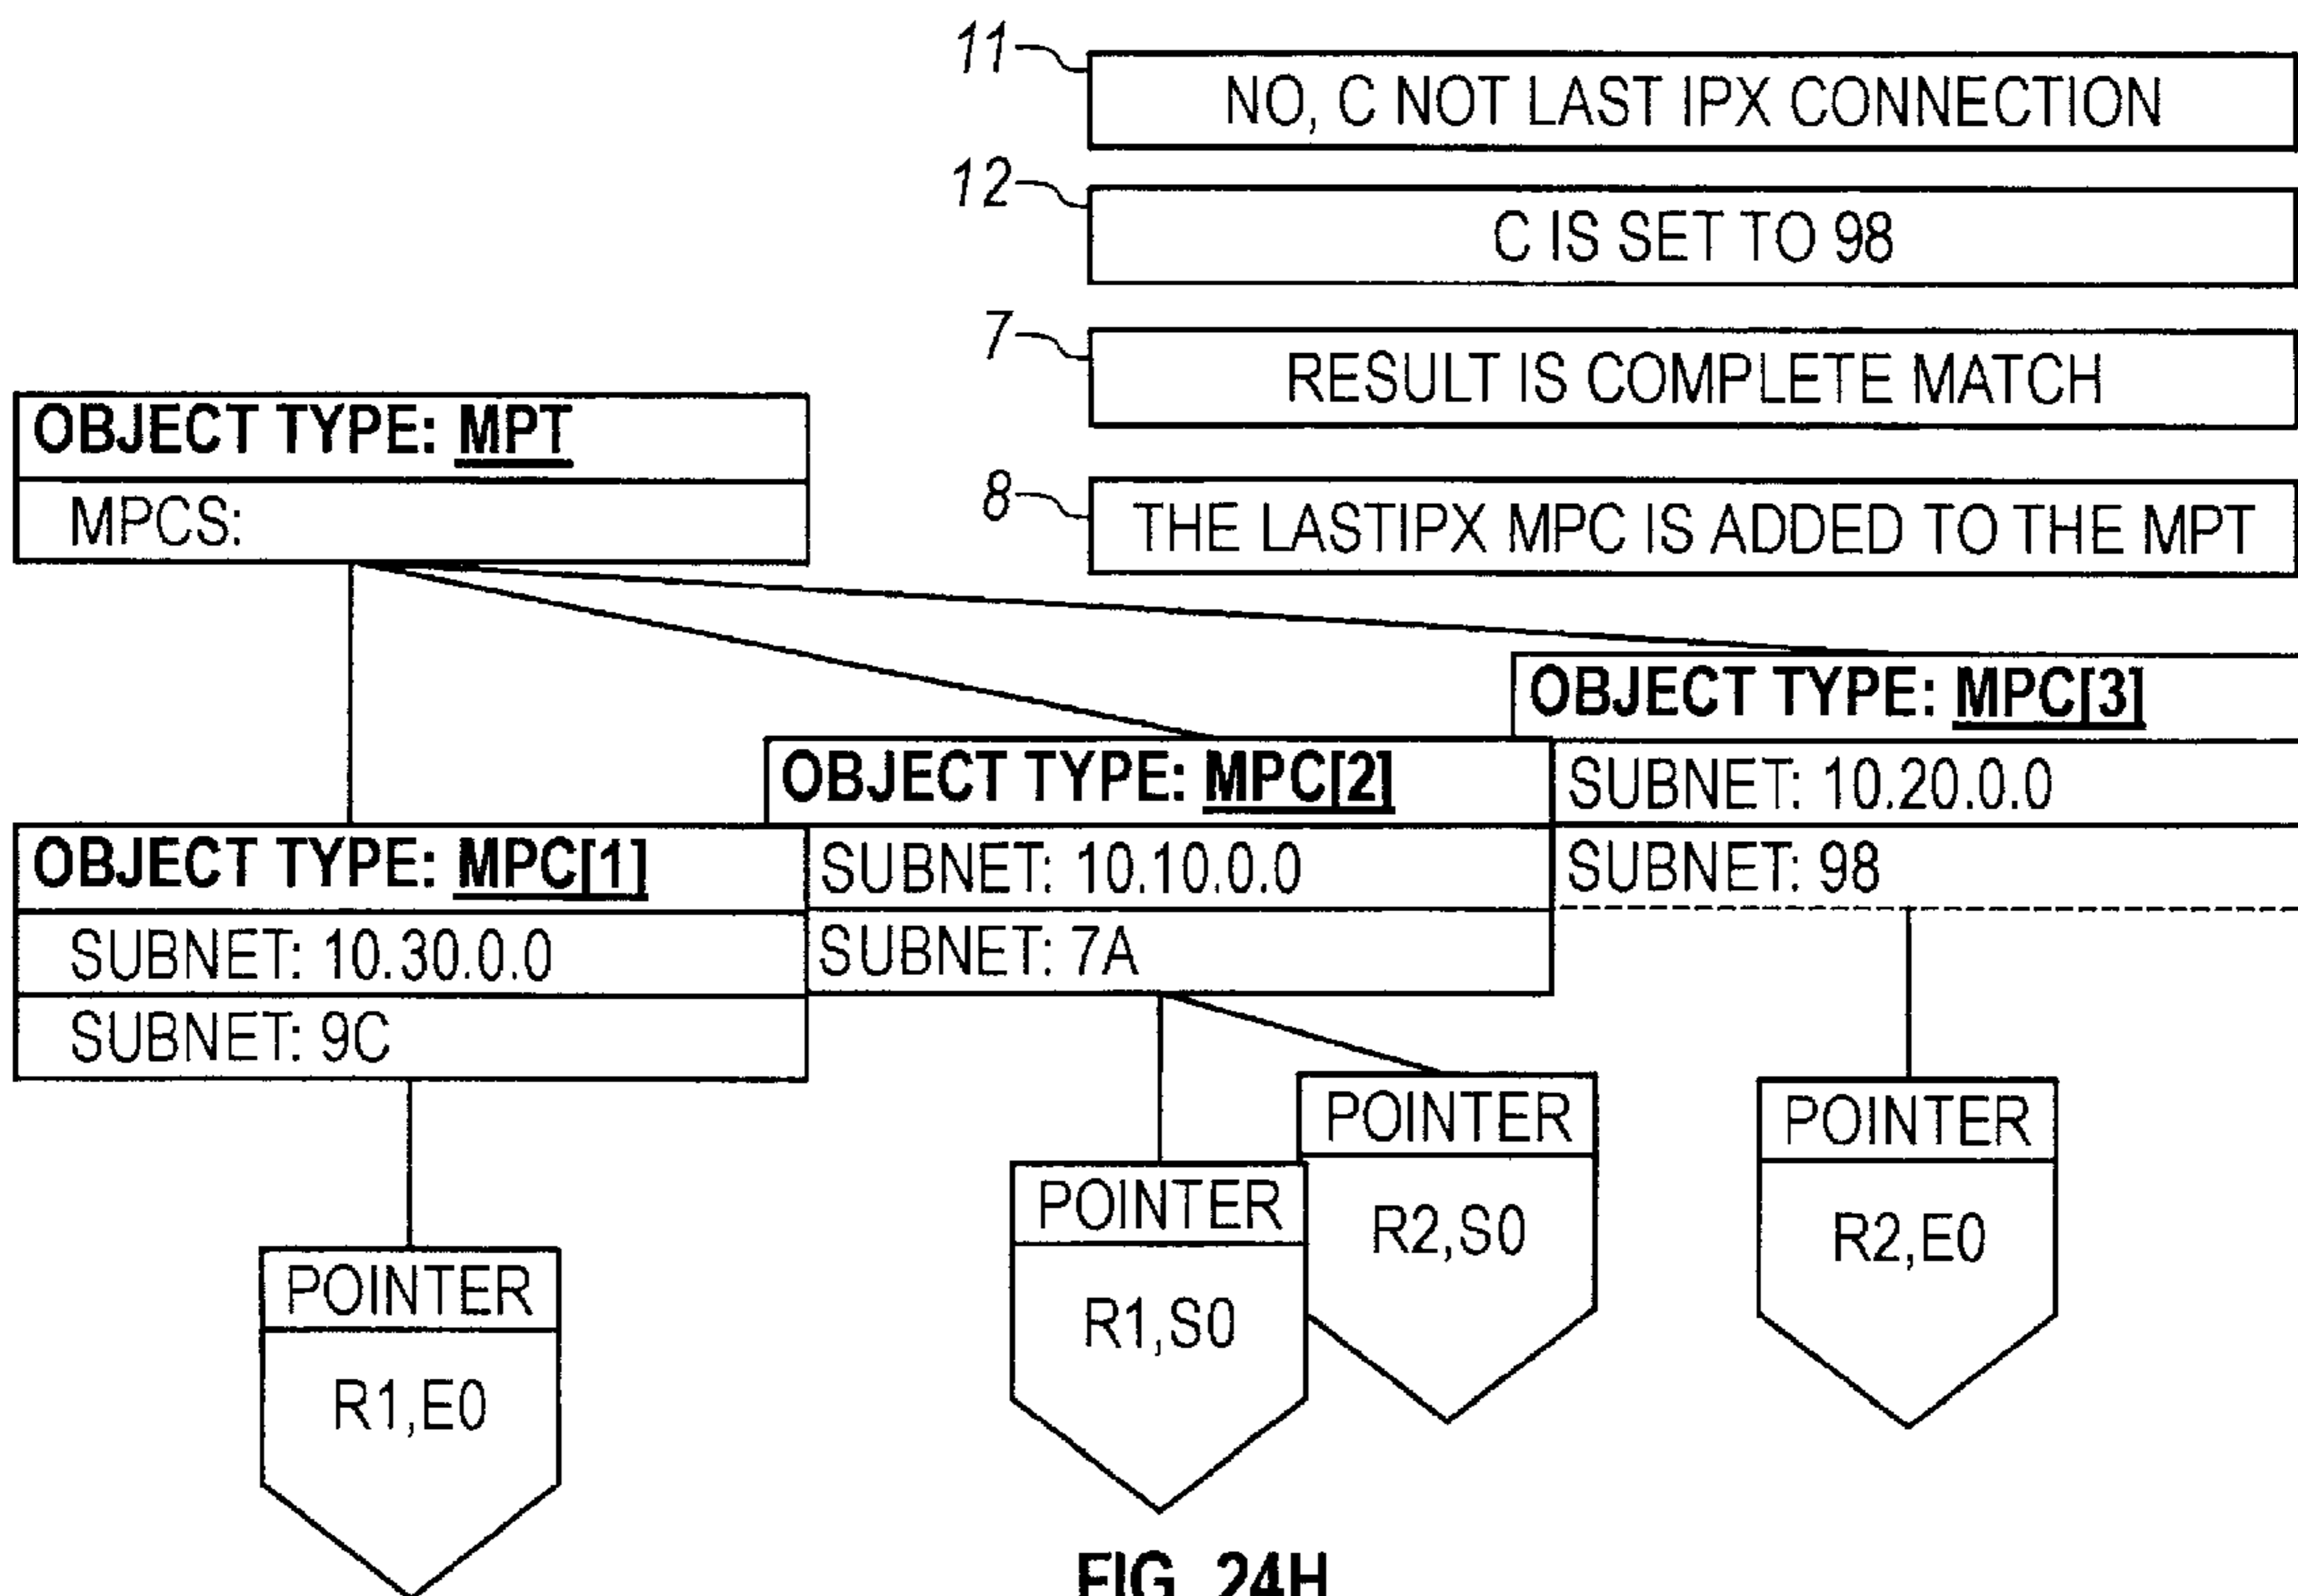 11
NO, C NOT LAST IPX CONNECTION
12
C IS SET TO 98
7
RESULT IS COMPLETE MATCH
8
THE LASTIPX MPC IS ADDED TO THE MPT
OBJECT TYPE: MPT
MPCS:
OBJECT TYPE: MPC[3]
SUBNET: 10.20.0.0
SUBNET: 98
OBJECT TYPE: MPC[2]
SUBNET: 10.10.0.0
SUBNET: 7A
OBJECT TYPE: MPC[1]
SUBNET: 10.30.0.0
SUBNET: 9C
POINTER
R1,E0
POINTER
R1,S0
POINTER
R2,S0
POINTER
R2,E0
FIG. 24H